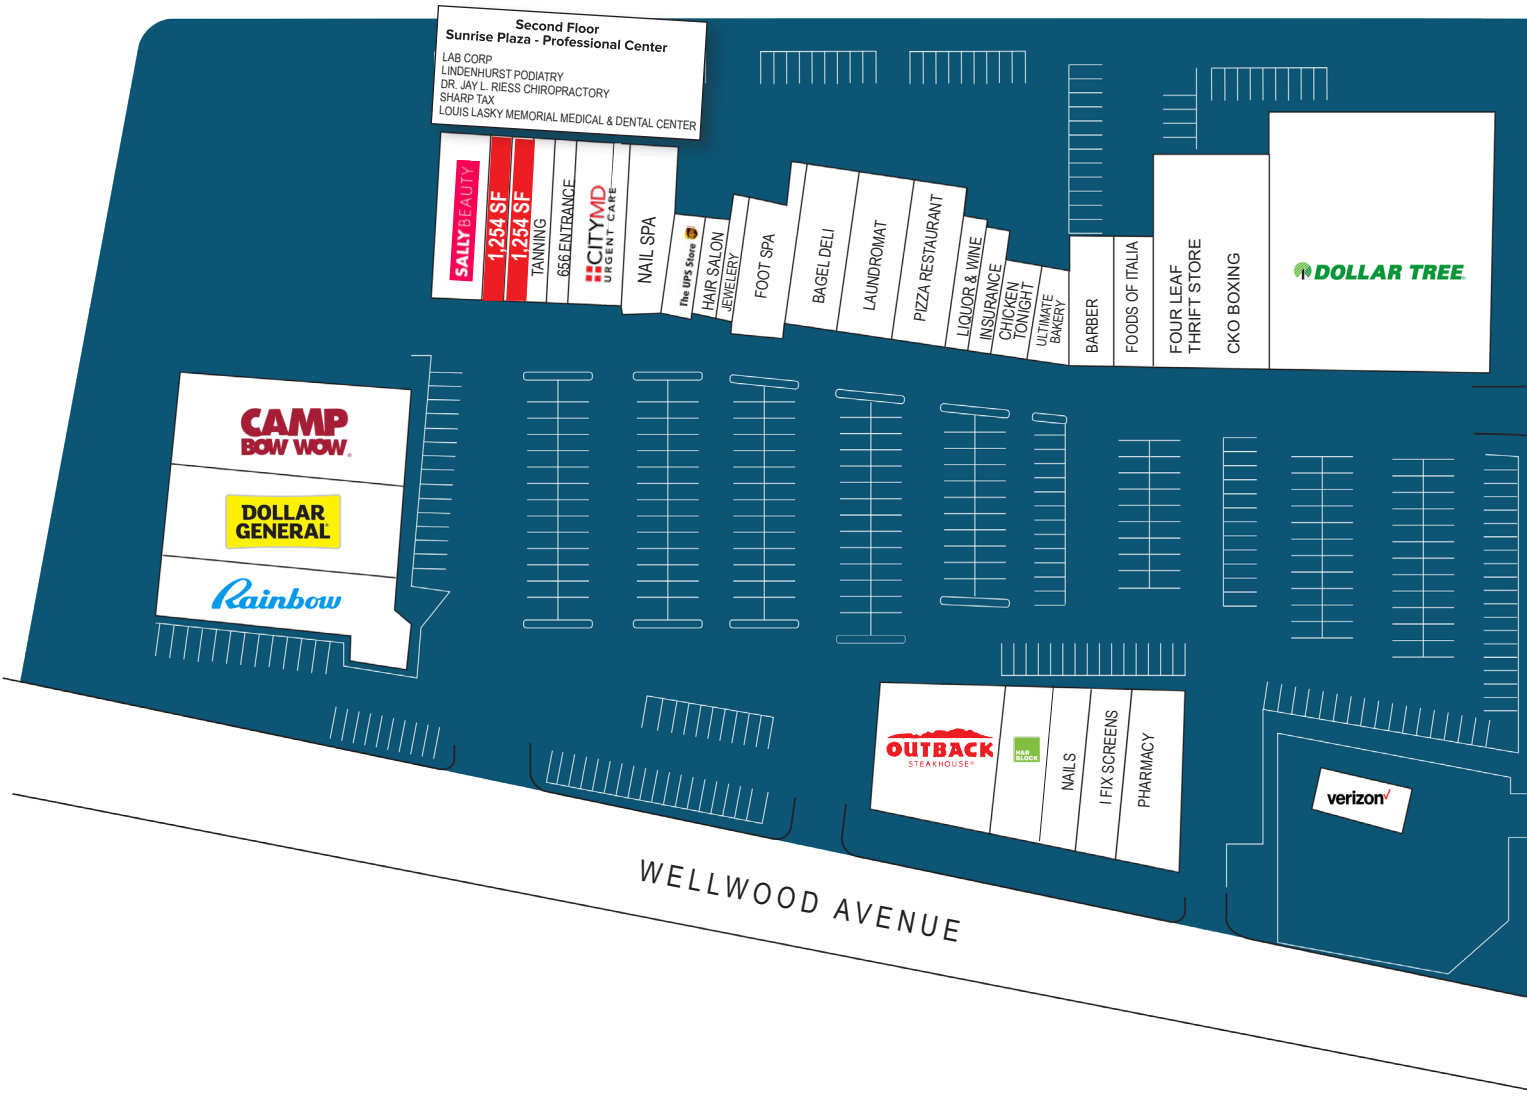 Second Floor
Sunrise Plaza - Professional Center
LAB CORP
LINDENHURST PODIATRY
DR. JAY L. RIESS CHIROPRACTORY
SHARP TAX
LOUIS LASKY MEMORIAL MEDICAL & DENTAL CENTER
SALLY BEAUTY
1,254 SF
1,254 SF
TANNING
656 ENTRANCE
CITYMD
URGENT CARE
NAIL SPA
The UPS Store
HAIR SALON
JEWELERY
FOOT SPA
BAGEL DELI
LAUNDROMAT
PIZZA RESTAURANT
LIQUOR & WINE
INSURANCE
CHICKEN
TONIGHT
ULTIMATE
BAKERY
BARBER
FOODS OF ITALIA
FOUR LEAF
THRIFT STORE
CKO BOXING
DOLLAR TREE
CAMP
BOW WOW®
DOLLAR
GENERAL
Rainbow
OUTBACK
STEAKHOUSE
H&R
BLOCK
NAILS
I FIX SCREENS
PHARMACY
verizon
WELLWOOD AVENUE